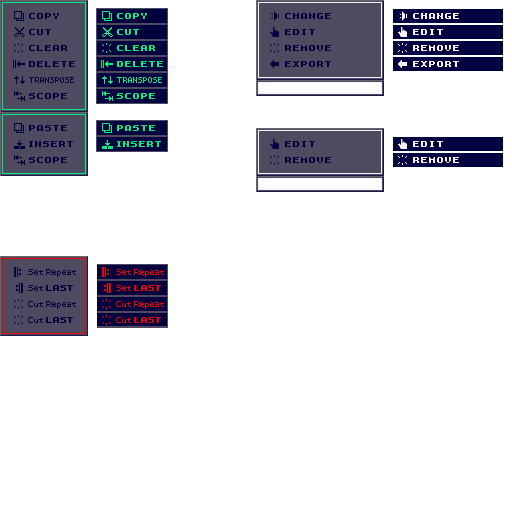 COPY COPY
CUT CUT
CLEAR CLEAR
DELETE DELETE
TRANSPOSE TRANSPOSE
SCOPE SCOPE
PASTE PASTE
INSERT INSERT
SCOPE
CHANGE CHANGE
EDIT EDIT
REMOVE REMOVE
EXPORT EXPORT
EDIT EDIT
REMOVE REMOVE
Set Repeat Set Repeat
Set LAST Set LAST
Cut Repeat Cut Repeat
Cut LAST Cut LAST